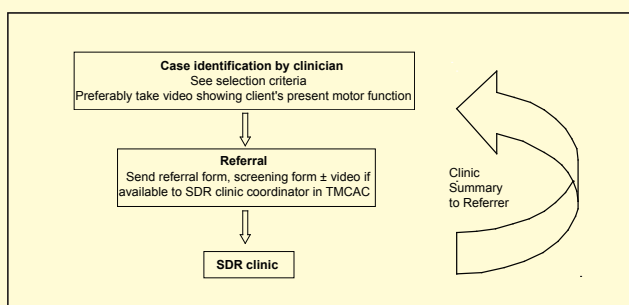 Case identification by clinician
See selection criteria
Preferably take video showing client's present motor function
Referral
Send referral form, screening form ± video if
available to SDR clinic coordinator in TMCAC
SDR clinic
Clinic
Summary
to Referrer